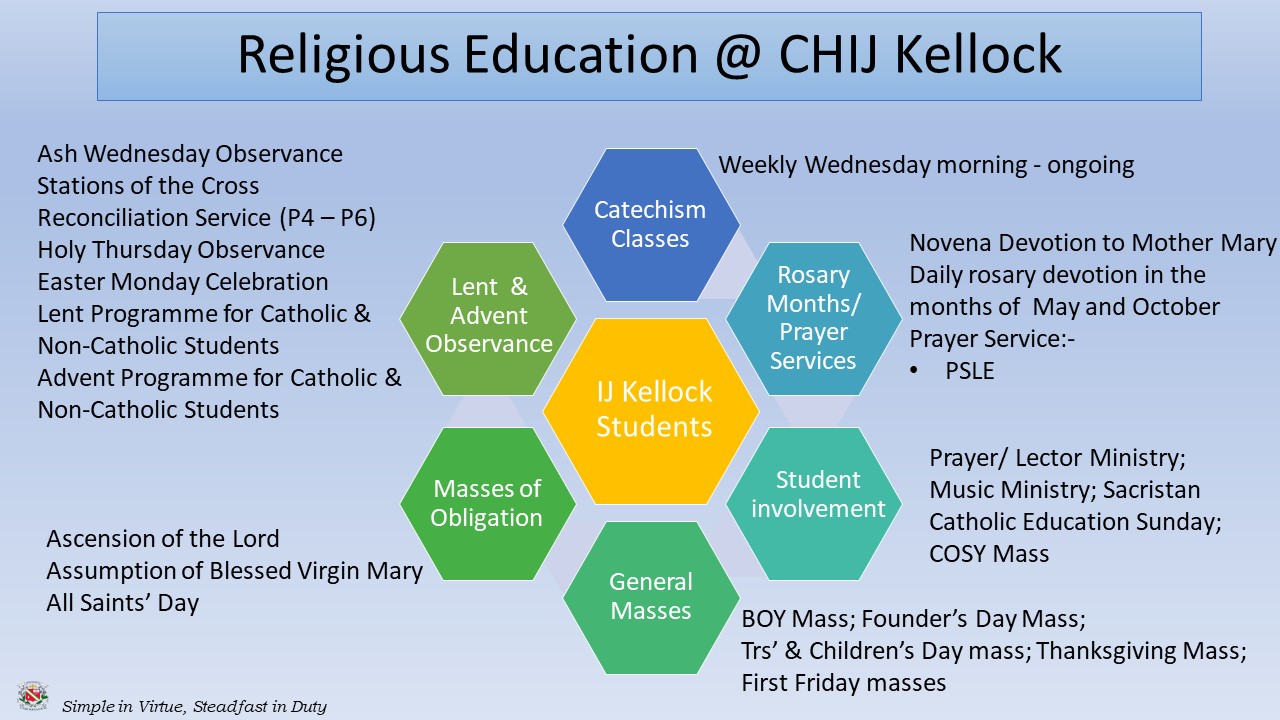 Religious Education @ CHIJ Kellock
Ash Wednesday Observance
Stations of the Cross
Reconciliation Service (P4 – P6)
Holy Thursday Observance
Easter Monday Celebration
Lent Programme for Catholic &
Non-Catholic Students
Advent Programme for Catholic &
Non-Catholic Students
Catechism
Classes
Weekly Wednesday morning - ongoing
Lent &
Advent
Observance
Rosary
Months/
Prayer
Services
Novena Devotion to Mother Mary
Daily rosary devotion in the
months of May and October
Prayer Service:-
• PSLE
IJ Kellock
Students
Masses of
Obligation
Ascension of the Lord
Assumption of Blessed Virgin Mary
All Saints’ Day
Student
involvement
Prayer/ Lector Ministry;
Music Ministry; Sacristan
Catholic Education Sunday;
COSY Mass
General
Masses
BOY Mass; Founder’s Day Mass;
Trs’ & Children’s Day mass; Thanksgiving Mass;
First Friday masses
Simple in Virtue, Steadfast in Duty